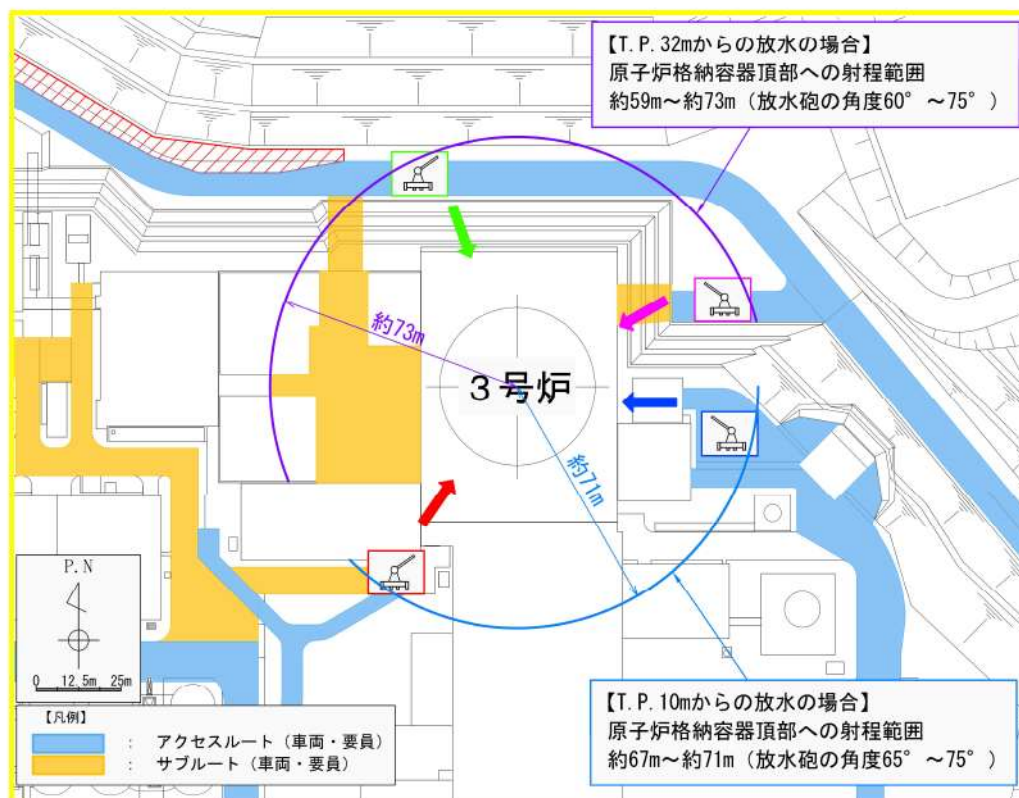 【T.P.32mからの放水の場合】
原子炉格納容器頂部への射程範囲
約59m～約73m（放水砲の角度60°～75°）
約73m
3号炉
約71m
P.N
0 12.5m 25m
【凡例】
： アクセスルート（車両・要員）
： サブルート（車両・要員）
【T.P.10mからの放水の場合】
原子炉格納容器頂部への射程範囲
約67m～約71m（放水砲の角度65°～75°）